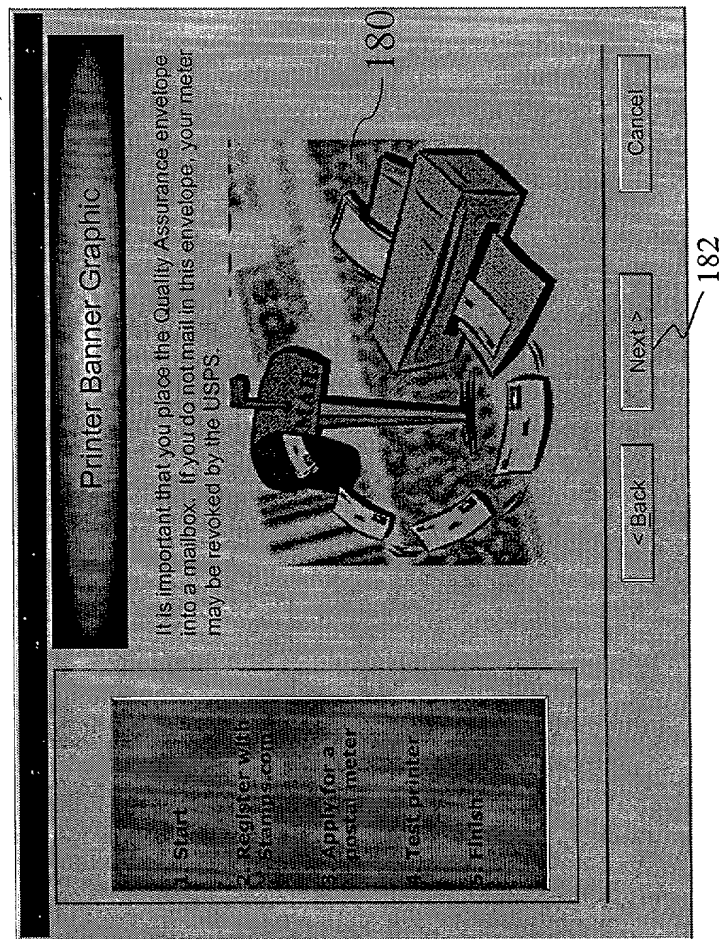 Printer Banner Graphic
1 Start
2 Register with
Stamps.com
3 Apply for a
postal meter
4 Test printer
5 Finish
It is important that you place the Quality Assurance envelope
into a mailbox. If you do not mail in this envelope, your meter
may be revoked by the USPS.
MAIL
180
< Back
Next >
Cancel
182